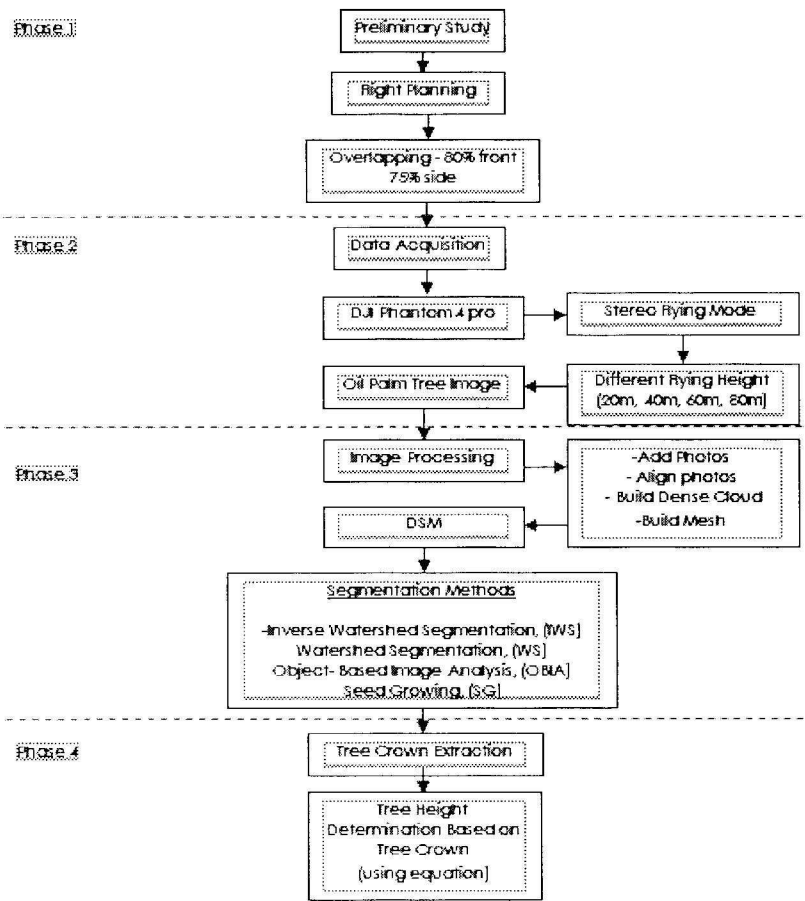 Phase 1
Preliminary Study
Flight Planning
Overlapping - 80% front
75% side
Phase 2
Data Acquisition
DJI Phantom 4 pro
Stereo Flying Mode
Different Flying Height
(20m, 40m, 60m, 80m)
Oil Palm Tree Image
Phase 3
Image Processing
-Add Photos
- Align photos
- Build Dense Cloud
-Build Mesh
DSM
Segmentation Methods
-Inverse Watershed Segmentation, (IWS)
Watershed Segmentation, (WS)
Object- Based Image Analysis, (OBIA)
Seed Growing, (SG)
Phase 4
Tree Crown Extraction
Tree Height
Determination Based on
Tree Crown
(using equation)